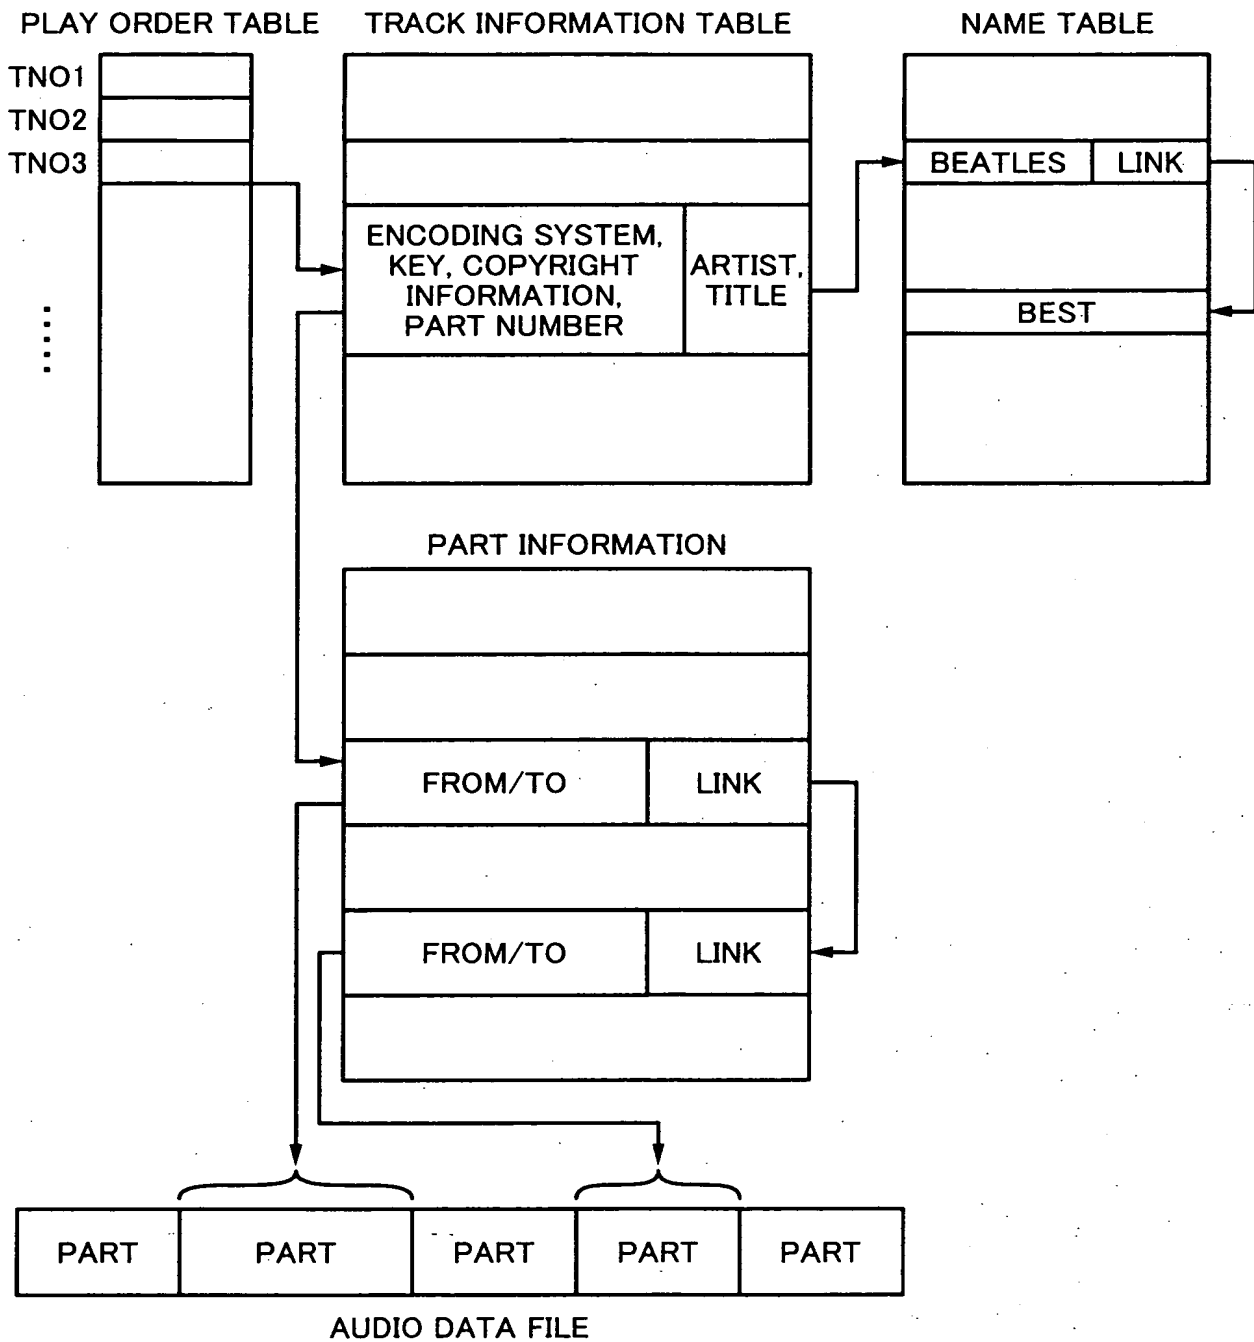 PLAY ORDER TABLE
TRACK INFORMATION TABLE
NAME TABLE
TNO1
TNO2
TNO3
BEATLES
LINK
ENCODING SYSTEM,
KEY, COPYRIGHT
INFORMATION,
PART NUMBER
ARTIST,
TITLE
BEST
PART INFORMATION
FROM/TO
LINK
FROM/TO
LINK
PART
PART
PART
PART
PART
AUDIO DATA FILE